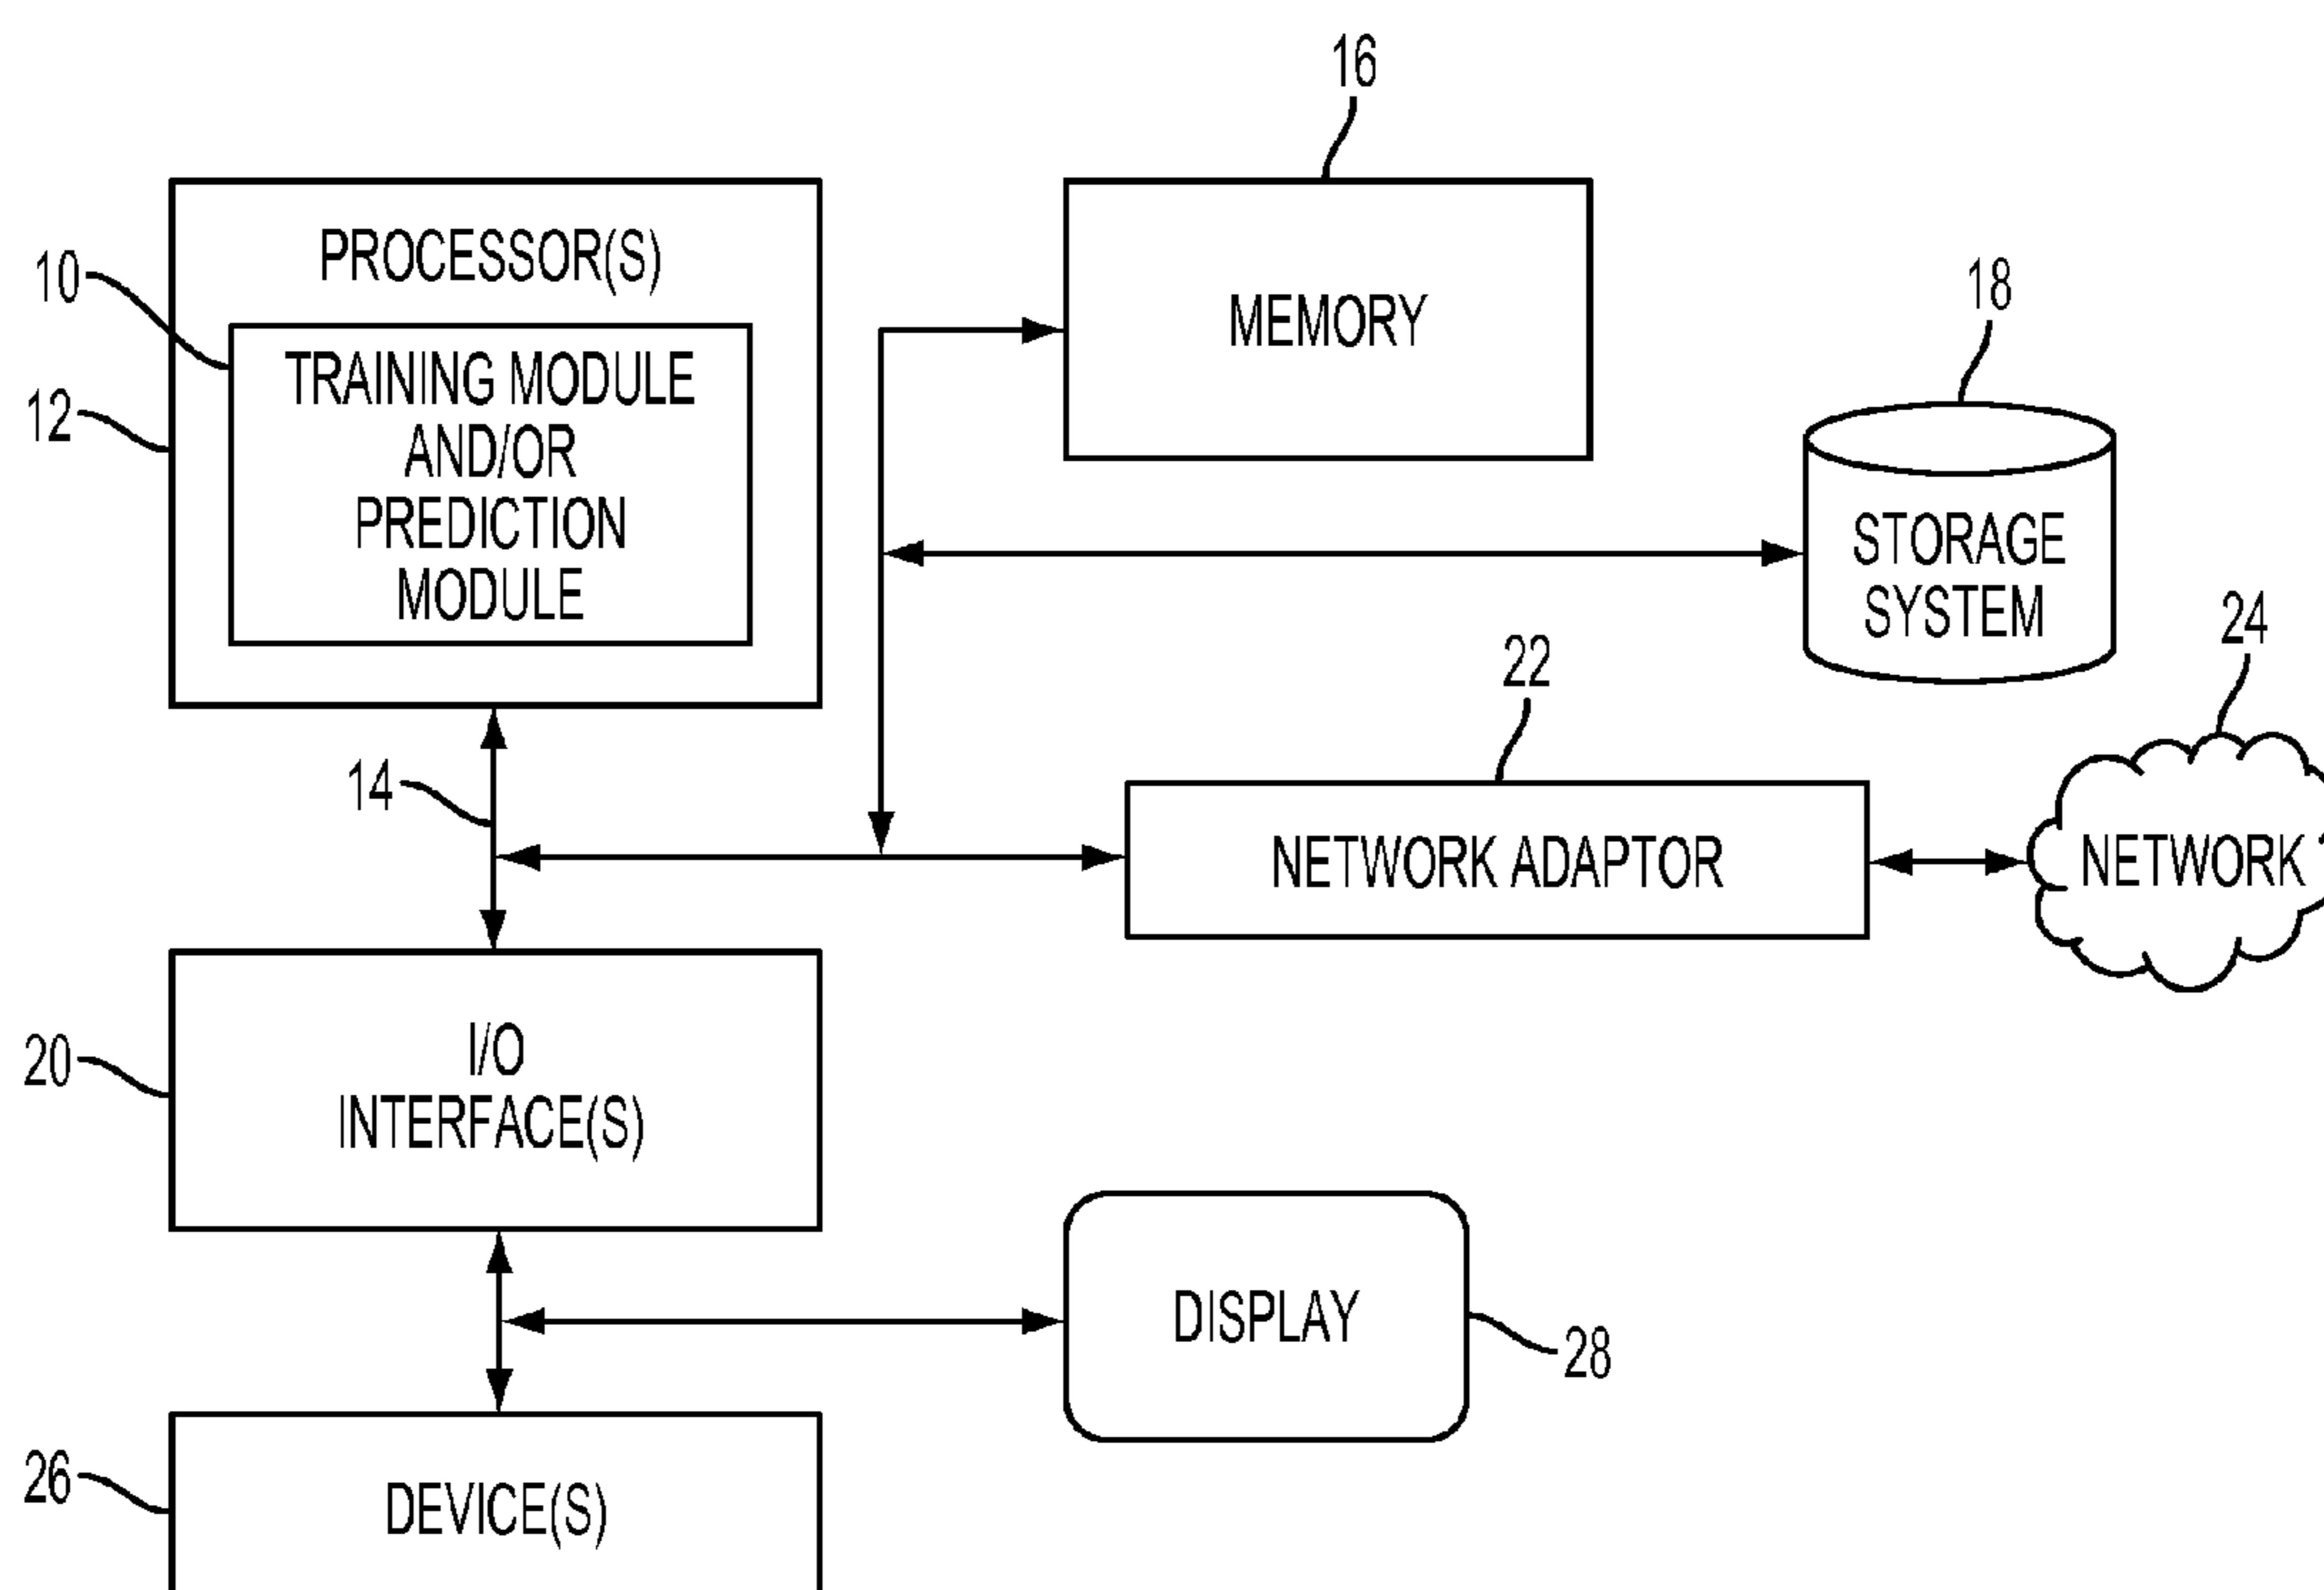 16
PROCESSOR(S)
10
12
TRAINING MODULE
AND/OR
PREDICTION
MODULE
MEMORY
18
STORAGE
SYSTEM
14
22
24
NETWORK ADAPTOR
NETWORK
20
I/O
INTERFACE(S)
DISPLAY
28
26
DEVICE(S)